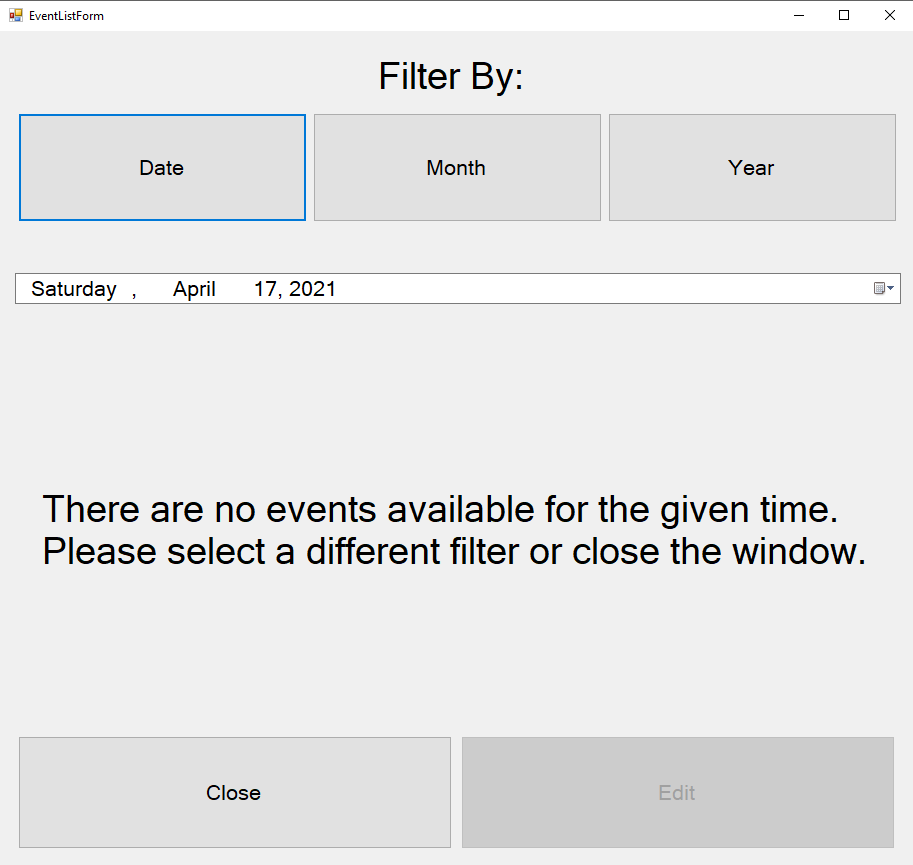 EventListForm
Filter By:
Date Month Year
Saturday , April 17, 2021
There are no events available for the given time.
Please select a different filter or close the window.
Close Edit